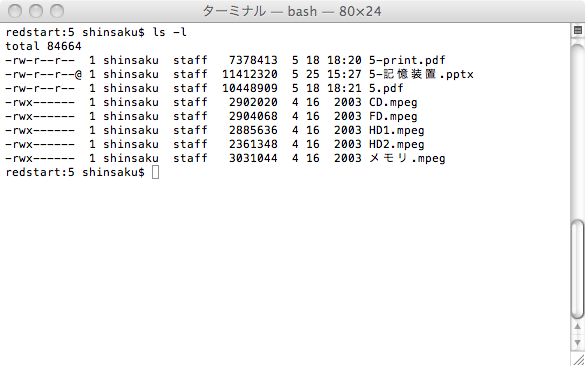 ターミナル — bash — 80×24
redstart:5 shinsaku$ ls -l
total 84664
-rw-r--r--  1 shinsaku  staff   7378413  5 18 18:20 5-print.pdf
-rw-r--r--@ 1 shinsaku  staff  11412320  5 25 15:27 5-記憶装置.pptx
-rw-r--r--  1 shinsaku  staff  10448909  5 18 18:21 5.pdf
-rwx------  1 shinsaku  staff   2902020  4 16  2003 CD.mpeg
-rwx------  1 shinsaku  staff   2904068  4 16  2003 FD.mpeg
-rwx------  1 shinsaku  staff   2885636  4 16  2003 HD1.mpeg
-rwx------  1 shinsaku  staff   2361348  4 16  2003 HD2.mpeg
-rwx------  1 shinsaku  staff   3031044  4 16  2003 メモリ.mpeg
redstart:5 shinsaku$